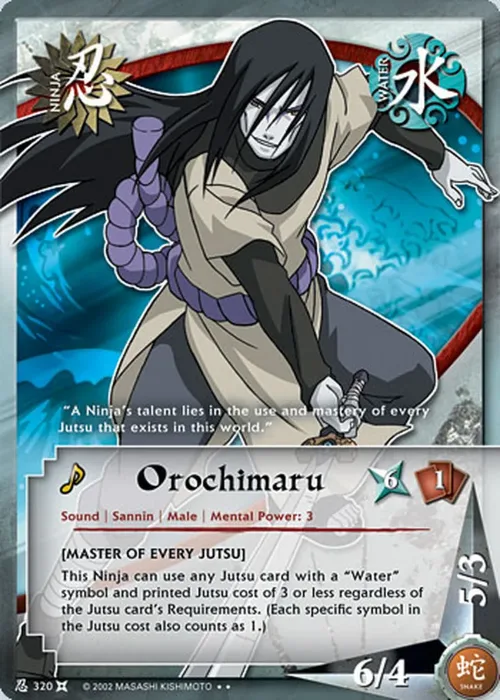 NINJA 忍
WATER 水
"A Ninja's talent lies in the use and mastery of every
Jutsu that exists in this world."
Orochimaru
6
1
Sound | Sannin | Male | Mental Power: 3
[MASTER OF EVERY JUTSU]
This Ninja can use any Jutsu card with a "Water"
symbol and printed Jutsu cost of 3 or less regardless of
the Jutsu card's Requirements. (Each specific symbol in
the Jutsu cost also counts as 1.)
5/3
6/4
蛇
SNAKE
忍 320
© 2002 MASASHI KISHIMOTO